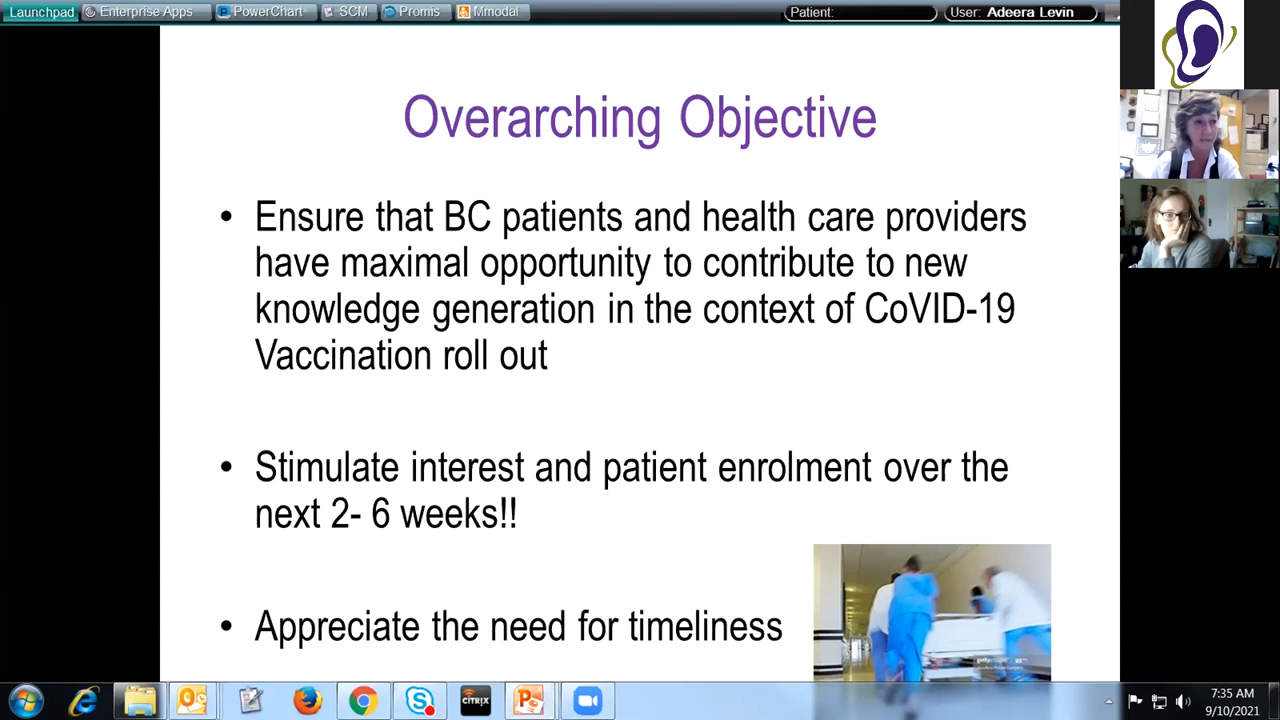 Launchpad Enterprise Apps PowerChart SCM Promis Mmodal Patient: User: Adeera Levin
Overarching Objective
• Ensure that BC patients and health care providers
have maximal opportunity to contribute to new
knowledge generation in the context of CoVID-19
Vaccination roll out
• Stimulate interest and patient enrolment over the
next 2- 6 weeks!!
• Appreciate the need for timeliness
gettyimages
CITRIX
7:35 AM
9/10/2021